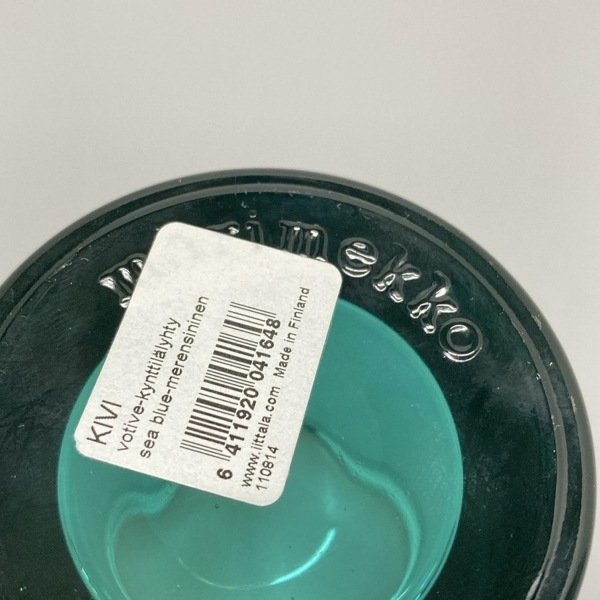 marimekko
KIVI
votive-kynttilälyhty
sea blue-merensininen
6 411920 041648
www.iittala.com Made in Finland
110814